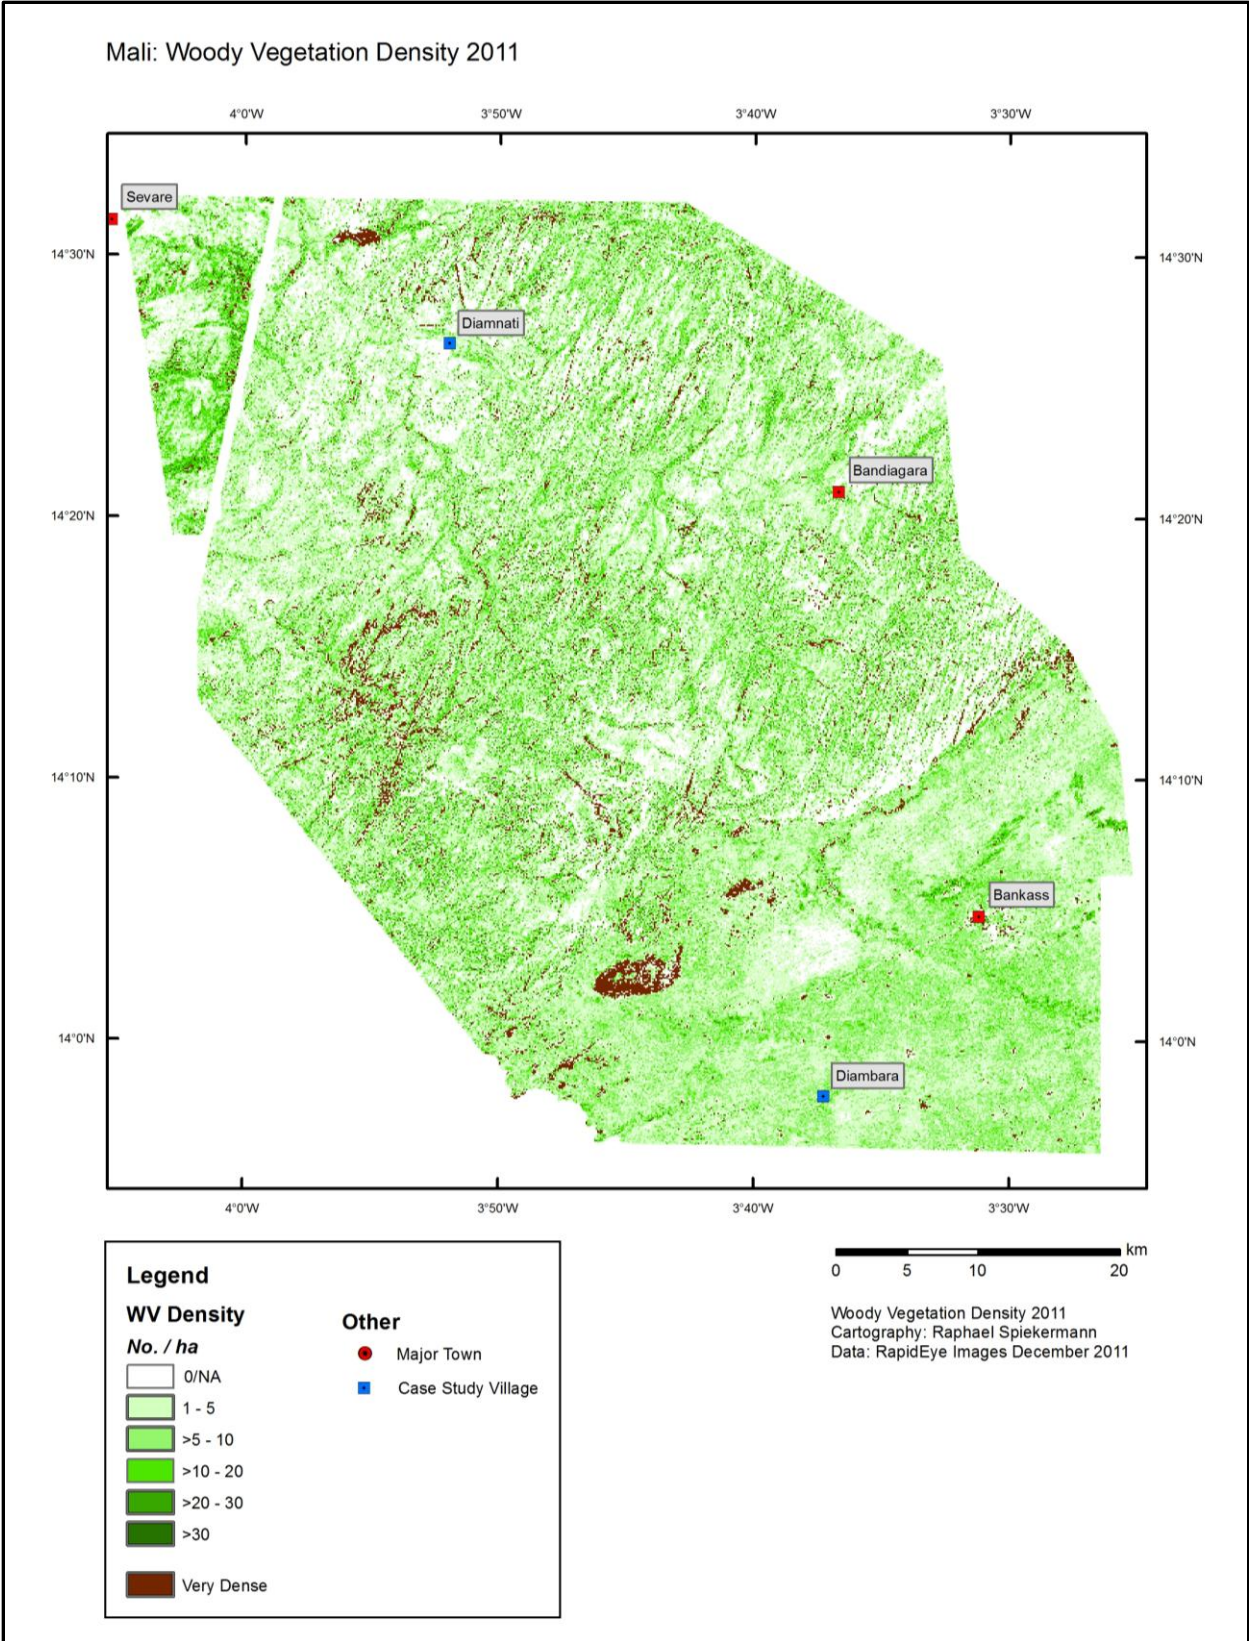 Mali: Woody Vegetation Density 2011
4°0'W 3°50'W 3°40'W 3°30'W
Sevare
14°30'N 14°30'N
Diamnati
Bandiagara
14°20'N 14°20'N
14°10'N 14°10'N
Bankass
14°0'N 14°0'N
Diambara
4°0'W 3°50'W 3°40'W 3°30'W
km
0 5 10 20
Legend
WV Density
No. / ha
0/NA
1 - 5
>5 - 10
>10 - 20
>20 - 30
>30
Very Dense
Other
Major Town
Case Study Village
Woody Vegetation Density 2011
Cartography: Raphael Spiekermann
Data: RapidEye Images December 2011